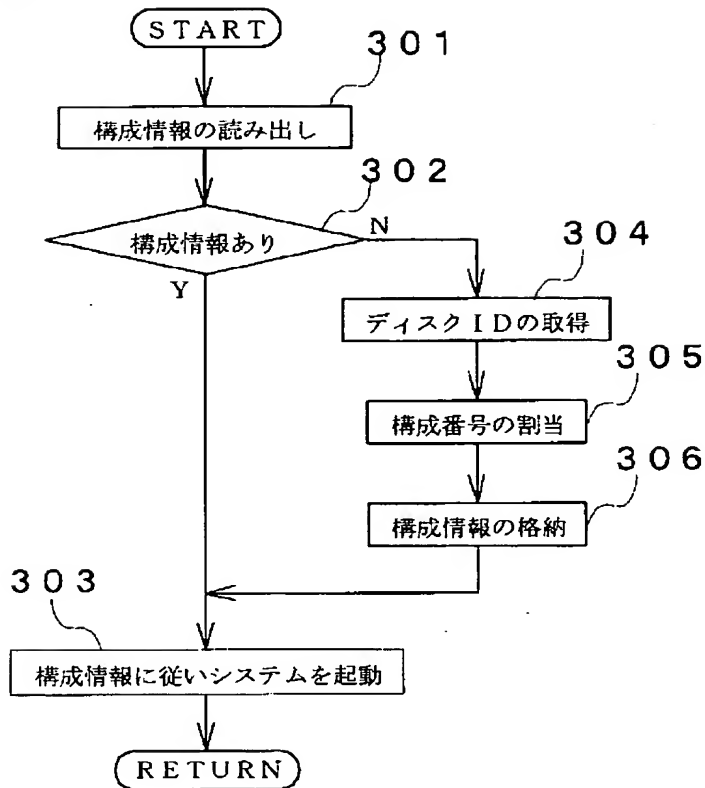 START
301
構成情報の読み出し
302
構成情報あり
N
Y
304
ディスクIDの取得
305
構成番号の割当
306
構成情報の格納
303
構成情報に従いシステムを起動
RETURN